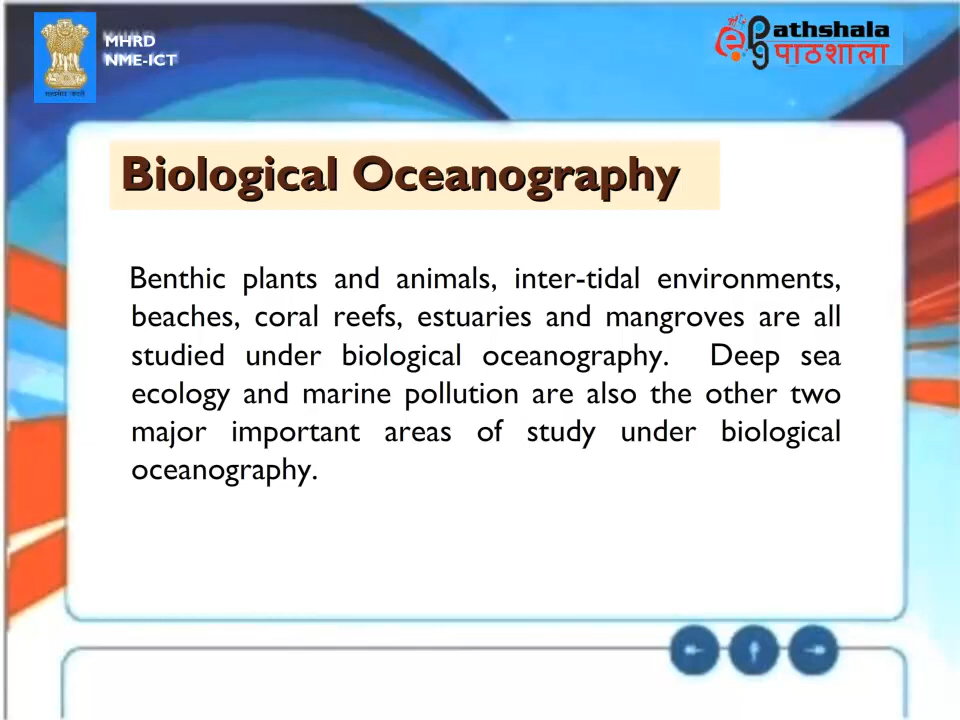 MHRD
NME-ICT
ePG Pathshala
पाठशाला
Biological Oceanography
Benthic plants and animals, inter-tidal environments,
beaches, coral reefs, estuaries and mangroves are all
studied under biological oceanography. Deep sea
ecology and marine pollution are also the other two
major important areas of study under biological
oceanography.